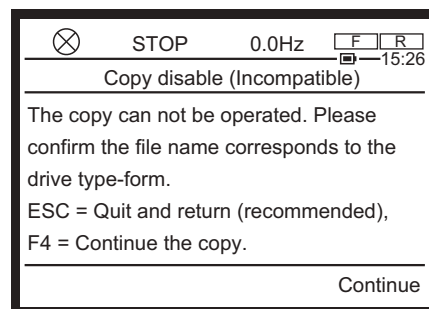 STOP 0.0Hz F R
15:26
Copy disable (Incompatible)
The copy can not be operated. Please
confirm the file name corresponds to the
drive type-form.
ESC = Quit and return (recommended),
F4 = Continue the copy.
Continue